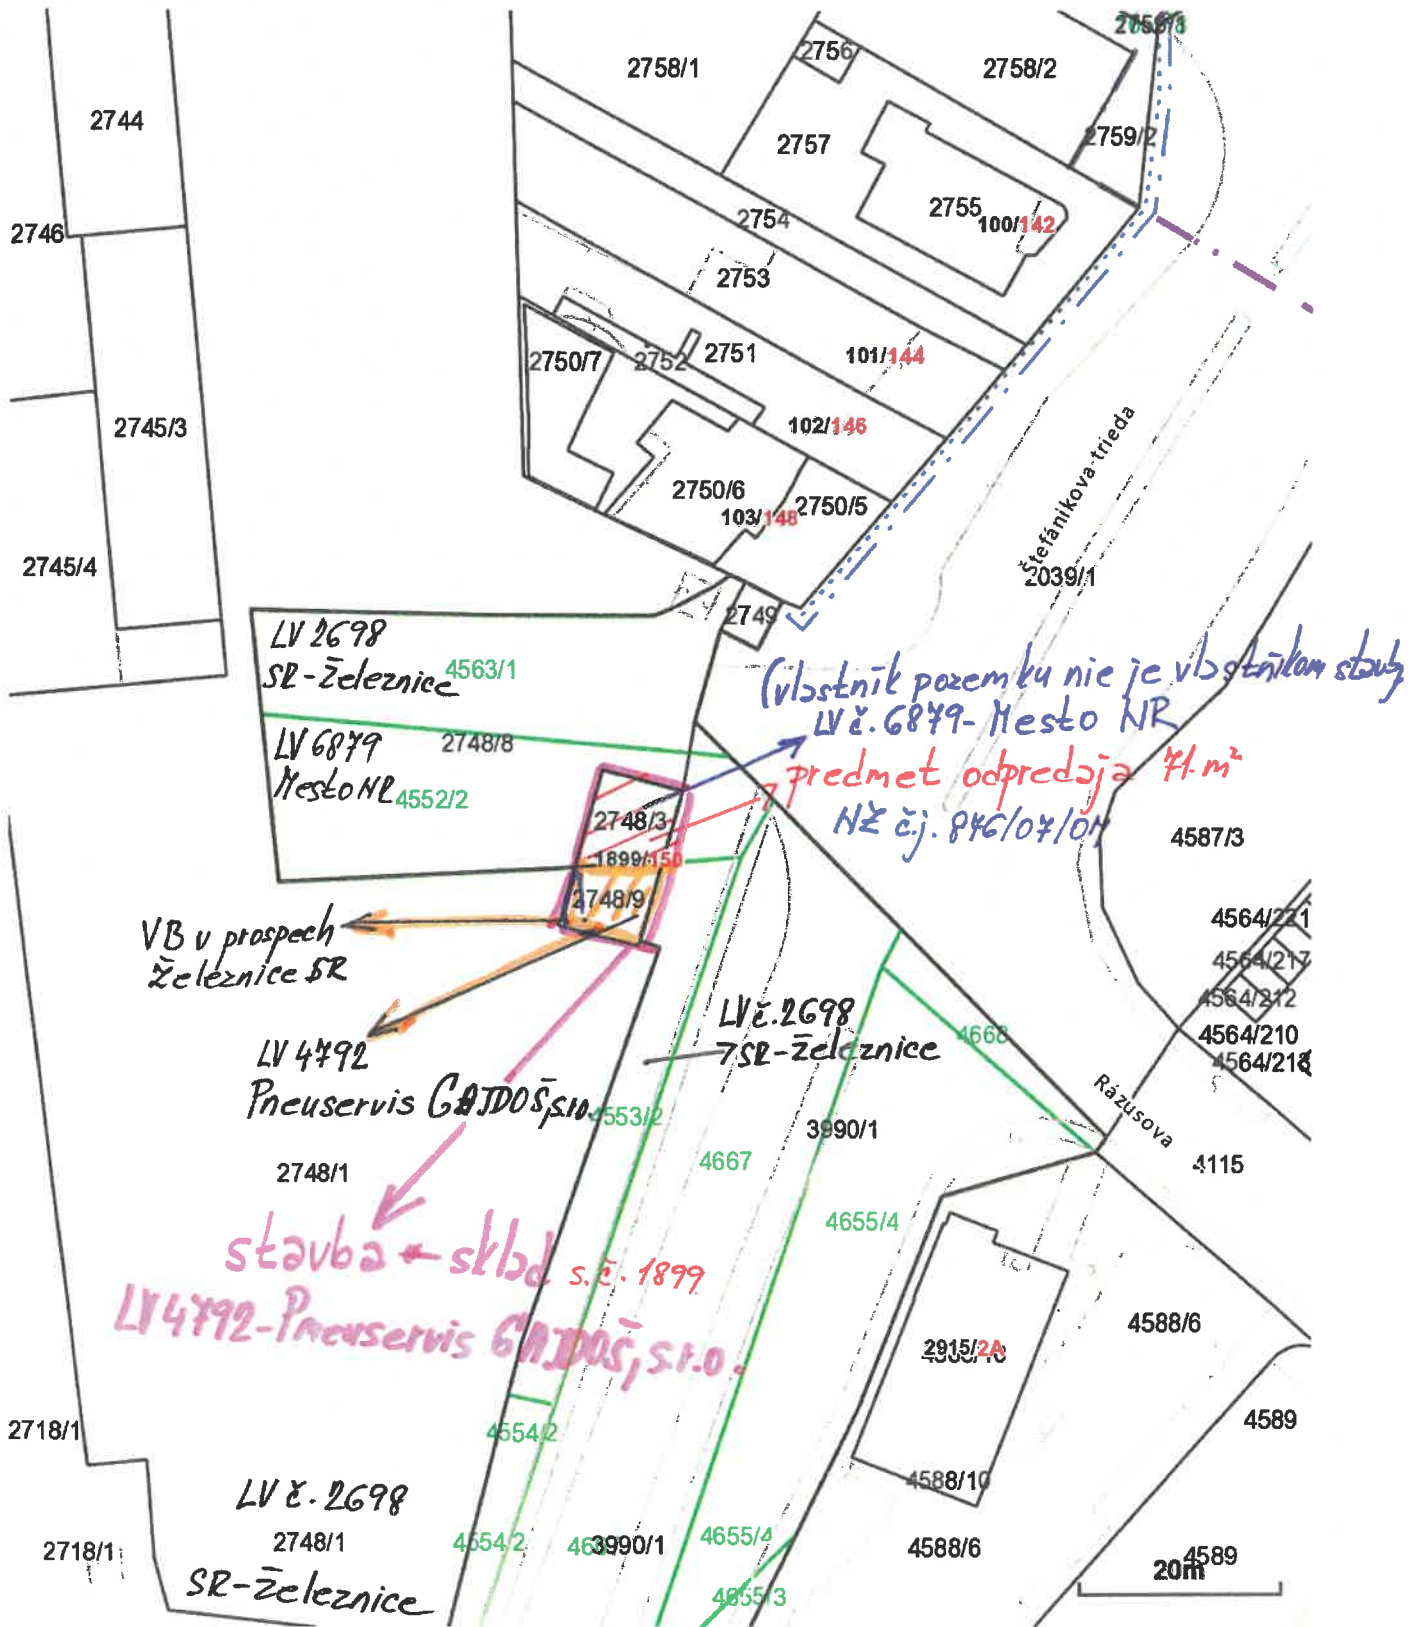 2756
2758/1
2758/2
2744
2757
2759/2
2755
100/142
2754
2746
2753
2751
101/144
2750/7
2752
2745/3
102/146
Štefánikova trieda
2750/6
2750/5
103/148
2745/4
2039/1
2749
LV 2698
SR-Železnice
4563/1
(vlastník pozemku nie je vlastníkom stavby
LV č. 6879- Mesto NR
LV 6879
2748/8
Mesto NR
4552/2
predmet odpredaja 71 m²
NŽ čj. 876/07/07
2748/3
4587/3
1899/150
2748/9
4564/221
VB v prospech
Železnice SR
4564/217
4564/212
LV č. 2698
SR-Železnice
4668
4564/210
LV 4792
Pneuservis GAJDOŠ, s.r.o.
4553/2
3990/1
Rázusova
2748/1
4667
4115
4655/4
stavba - sklad
s.č. 1899
LV 4792-Pneuservis GAJDOŠ, s.r.o.
4588/6
2915/2A
2718/1
4554/2
4589
4588/10
LV č. 2698
2718/1
2748/1
4554/2
3990/1
4655/4
4588/6
4589
20m
SR-Železnice
4655/3